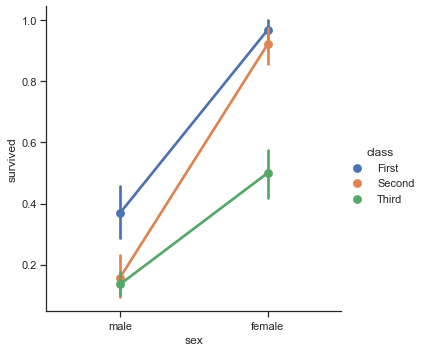 1.0
0.8
0.6
0.4
0.2
survived
male
female
sex
class
First
Second
Third